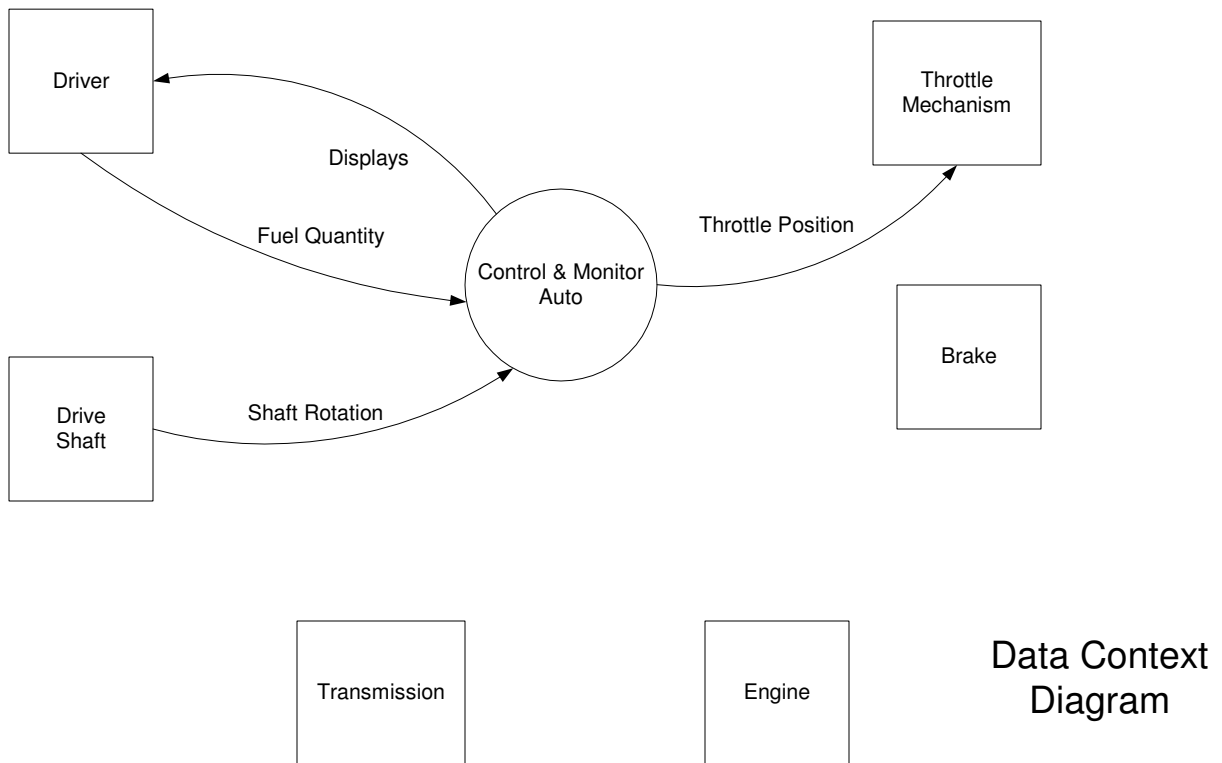 Driver
Throttle
Mechanism
Displays
Fuel Quantity
Throttle Position
Control & Monitor
Auto
Brake
Drive
Shaft
Shaft Rotation
Transmission
Engine
Data Context
Diagram